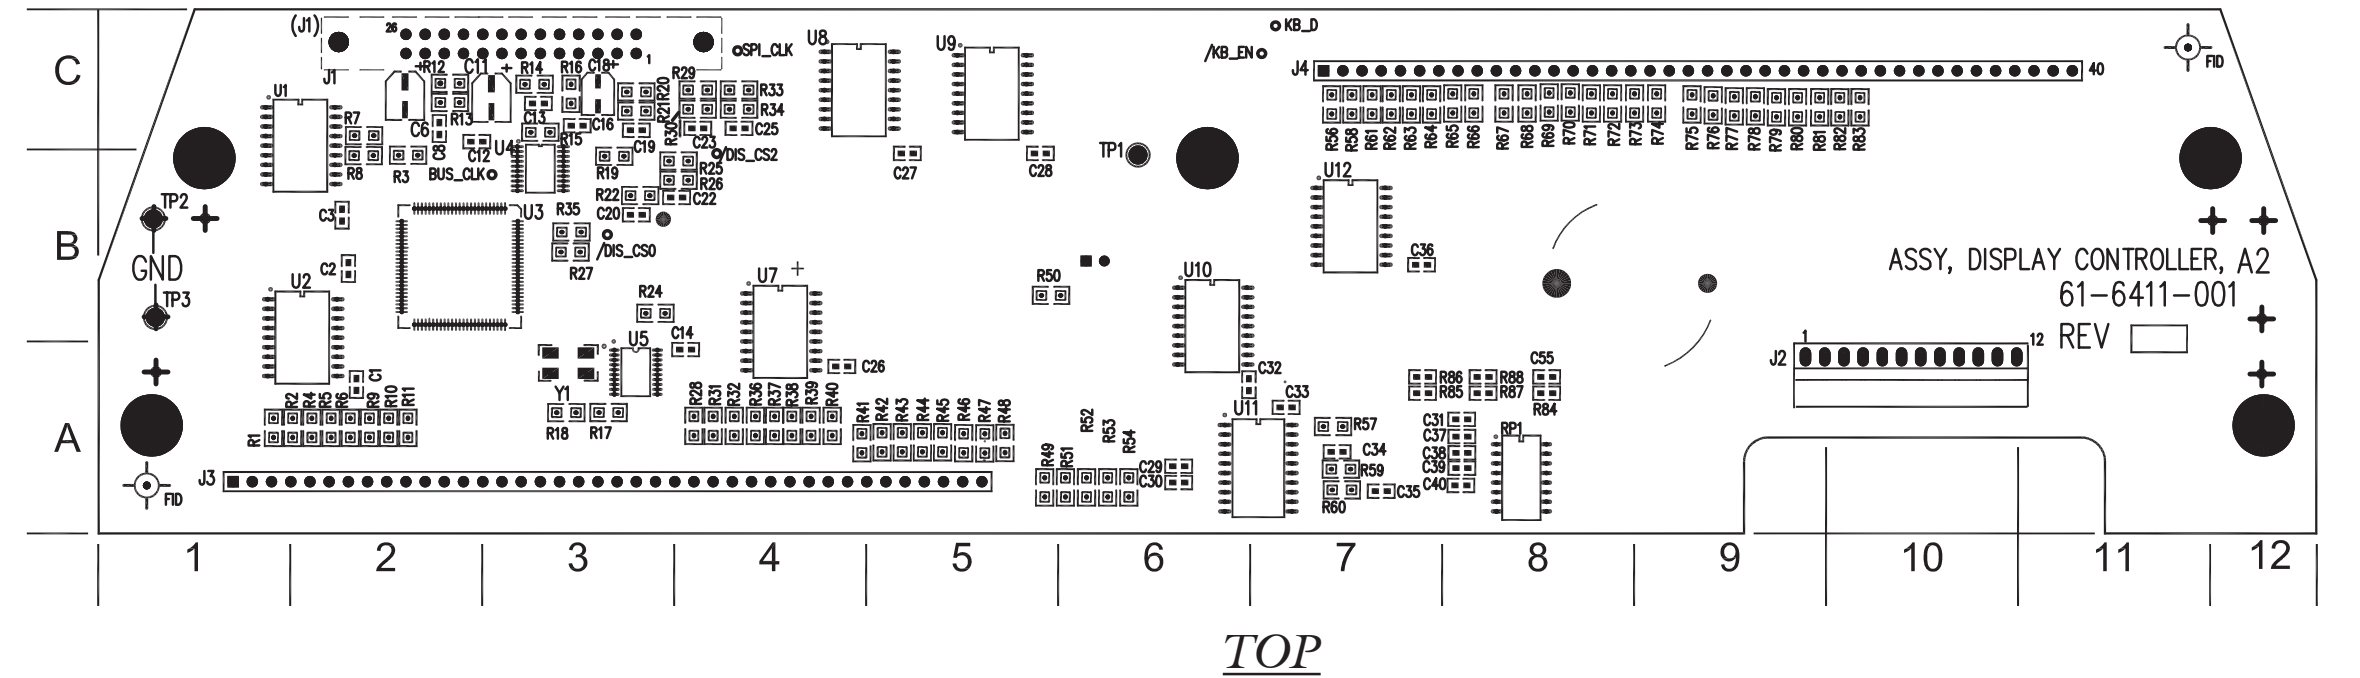 C
B
A
(J1)
26
1
J1
SPI_CLK
U8
U9
KB_D
/KB_EN
J4
40
FID
+R12
C11
+
R14
R16
C18+
R20
R29
R33
U1
R21
R34
R7
C6
R13
C13
C16
R30
C25
C8
C12
U4
R15
C19
C23
/DIS_CS2
R8
R3
BUS_CLK
R19
R25
R26
C27
C28
TP1
R56
R58
R61
R62
R63
R64
R65
R66
R67
R68
R69
R70
R71
R72
R73
R74
R75
R76
R77
R78
R79
R80
R81
R82
R83
U12
TP2
C3
U3
R22
C22
C20
R35
/DIS_CS0
R27
C36
GND
TP3
C2
U2
R24
U7
R50
U10
ASSY, DISPLAY CONTROLLER, A2
61-6411-001
REV
J2
1
12
U5
C14
C26
Y1
C1
R1
R2
R4
R5
R6
R9
R10
R11
R18
R17
R28
R31
R32
R36
R37
R38
R39
R40
R41
R42
R43
R44
R45
R46
R47
R48
R49
R51
R52
R53
R54
C29
C30
C32
C33
U11
R57
C34
R59
R60
C35
R86
R85
R88
R87
C55
R84
C31
C37
C38
C39
C40
RP1
J3
FID
1
2
3
4
5
6
7
8
9
10
11
12
TOP